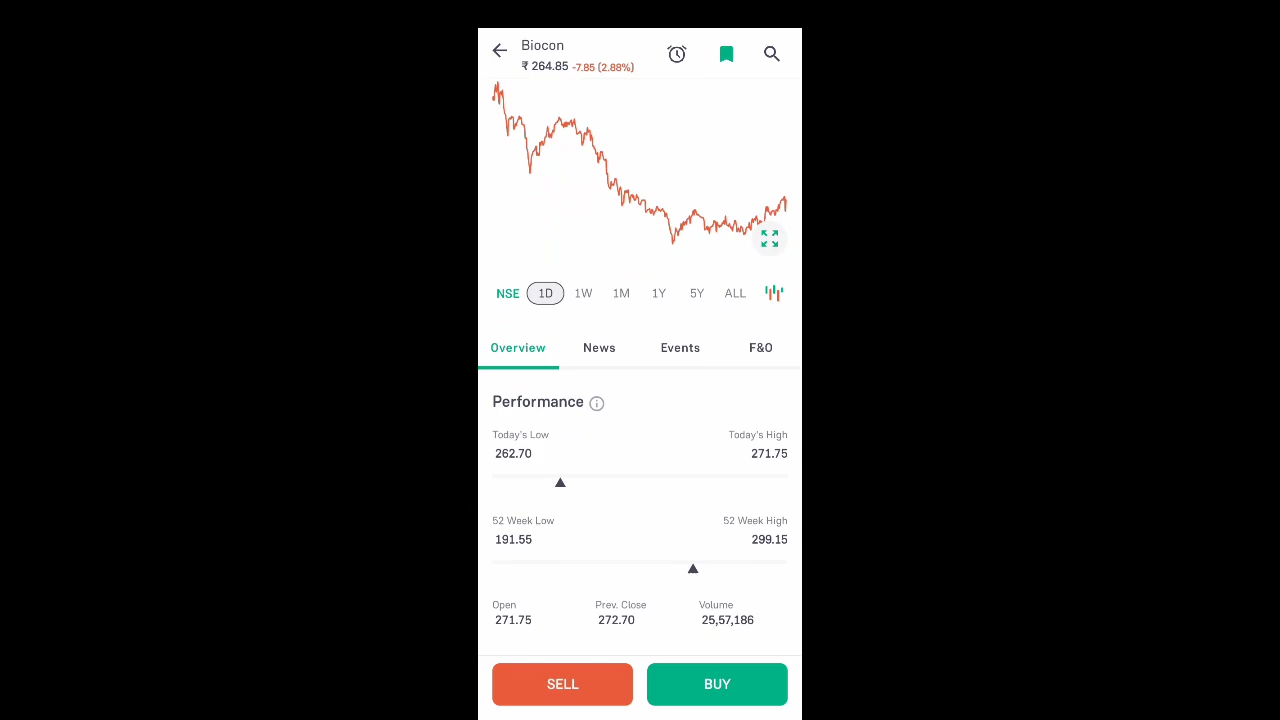 Biocon
₹ 264.85 -7.85 (2.88%)
NSE 1D 1W 1M 1Y 5Y ALL
Overview News Events F&O
Performance
Today's Low Today's High
262.70 271.75
52 Week Low 52 Week High
191.55 299.15
Open Prev. Close Volume
271.75 272.70 25,57,186
SELL BUY